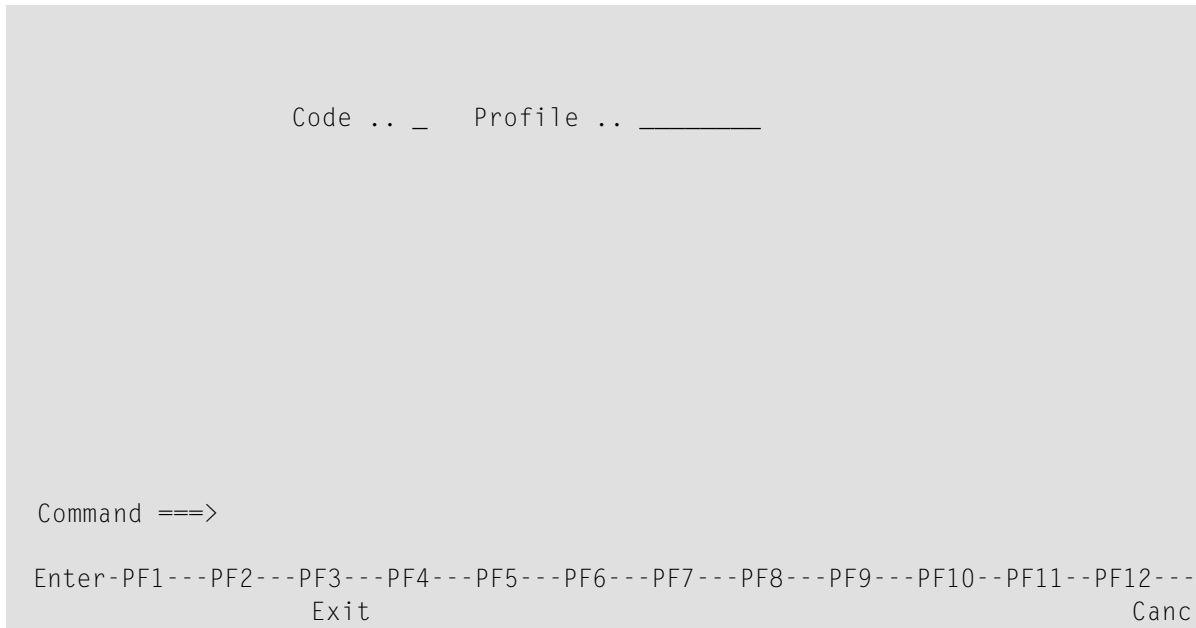 Code .. _   Profile .. ________
Command ===>
Enter-PF1---PF2---PF3---PF4---PF5---PF6---PF7---PF8---PF9---PF10--PF11--PF12---
Exit                                                      Canc